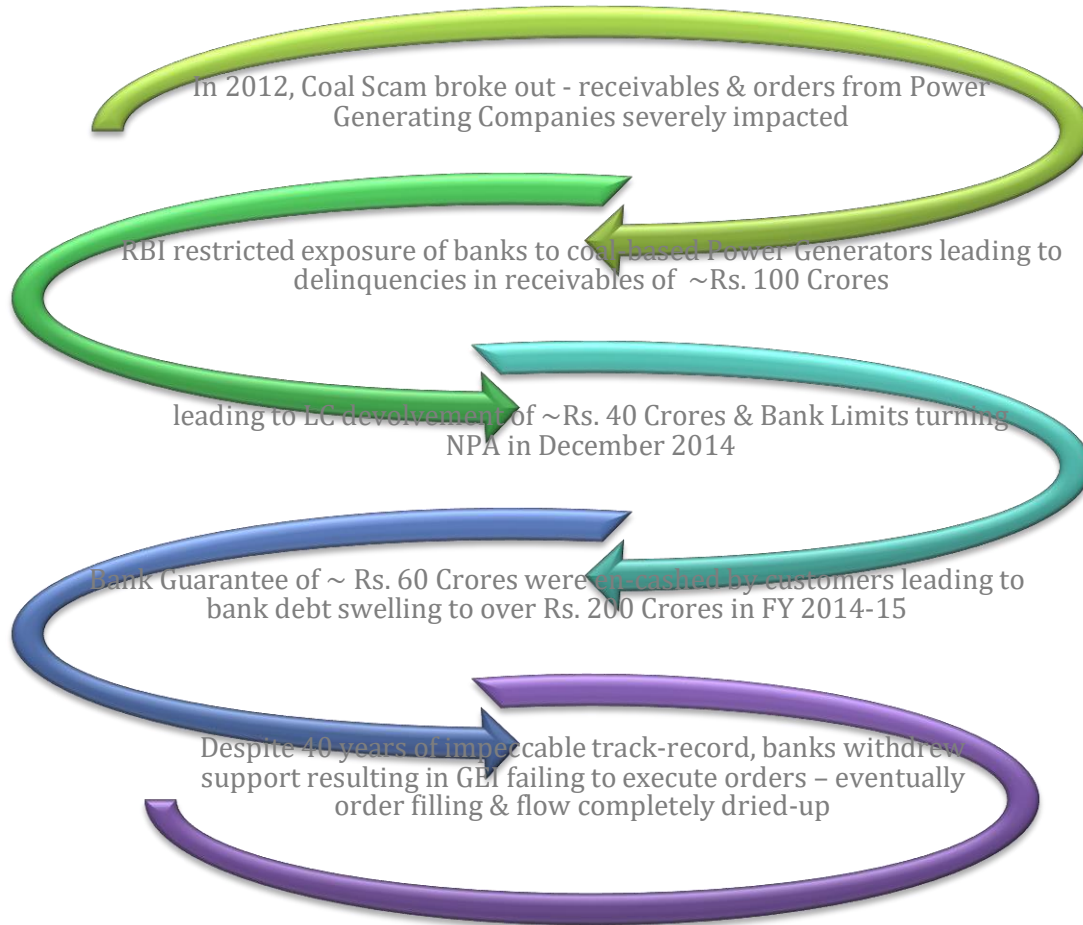 In 2012, Coal Scam broke out - receivables & orders from Power
Generating Companies severely impacted
RBI restricted exposure of banks to coal-based Power Generators leading to
delinquencies in receivables of ~Rs. 100 Crores
leading to LC devolvement of ~Rs. 40 Crores & Bank Limits turning
NPA in December 2014
Bank Guarantee of ~ Rs. 60 Crores were en-cashed by customers leading to
bank debt swelling to over Rs. 200 Crores in FY 2014-15
Despite 40 years of impeccable track-record, banks withdrew
support resulting in GEI failing to execute orders – eventually
order filling & flow completely dried-up